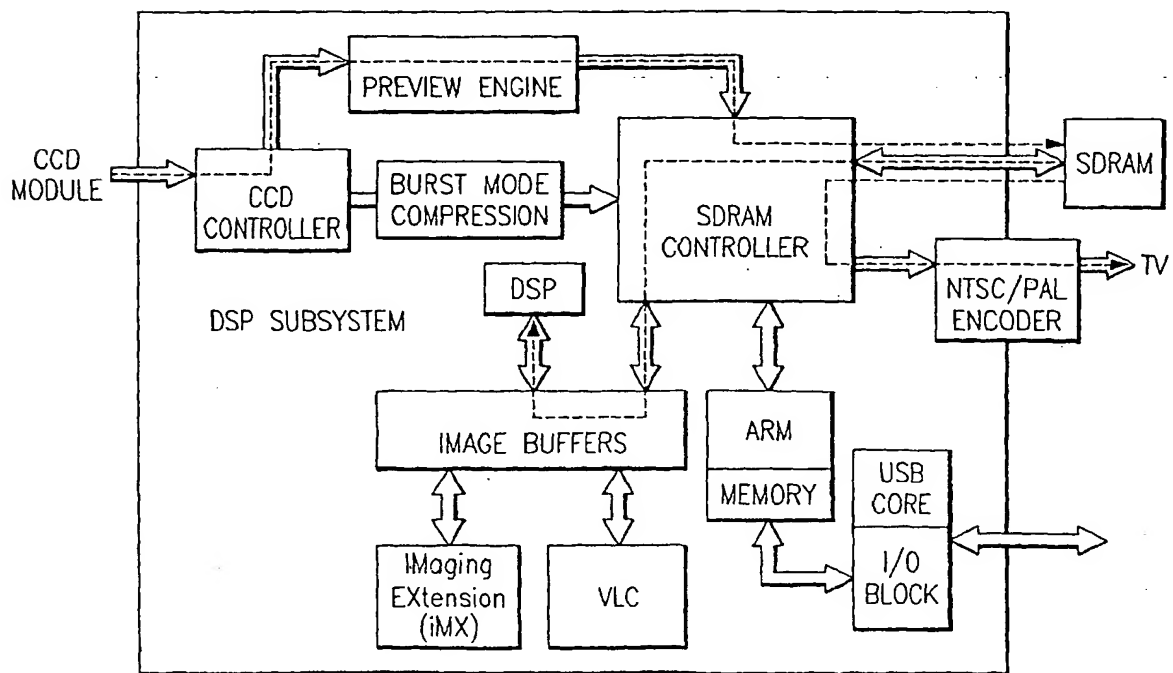 PREVIEW ENGINE
CCD
MODULE
CCD
CONTROLLER
BURST MODE
COMPRESSION
SDRAM
CONTROLLER
SDRAM
NTSC/PAL
ENCODER
TV
DSP
DSP SUBSYSTEM
IMAGE BUFFERS
ARM
MEMORY
USB
CORE
I/O
BLOCK
IMaging
EXtension
(iMX)
VLC